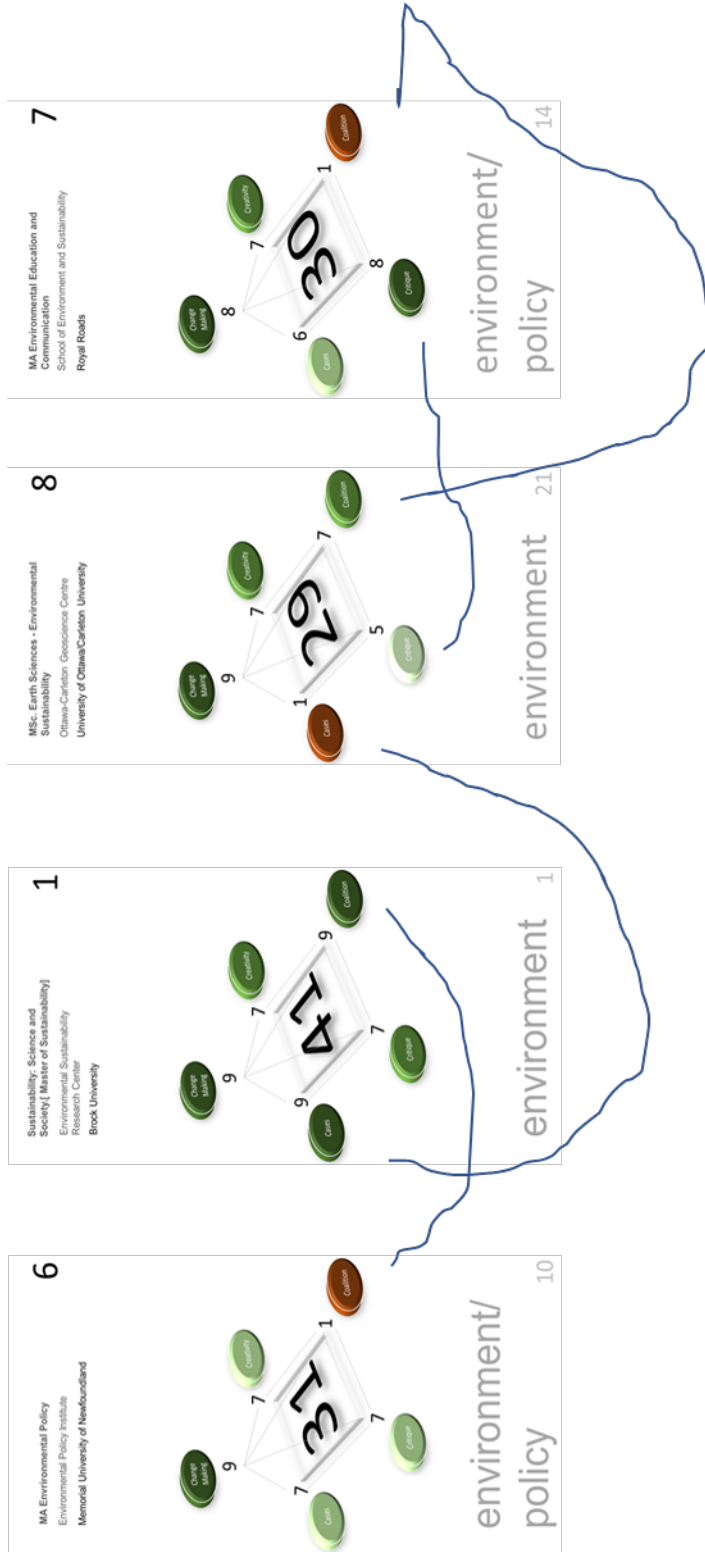 MA Envrironmental Policy
Environmental Policy Institute
Memorial University of Newfoundland
6
Change
Making
9
Creativity
7
Cases
7
31
1
Coalition
7
Critique
environment/
policy
10
Sustainability: Science and
Society[ Master of Sustainability]
Environmental Sustainability
Research Center
Brock University
1
Change
Making
9
Creativity
7
Cases
9
41
9
Coalition
7
Critique
environment
1
MSc. Earth Sciences - Environmental
Sustainability
Ottawa-Carleton Geoscience Centre
University of Ottawa/Carleton University
8
Change
Making
9
Creativity
7
Cases
1
29
7
Coalition
5
Critique
environment
21
MA Environmental Education and
Communication
School of Environment and Sustainability
Royal Roads
7
Change
Making
8
Creativity
7
Cases
6
30
1
Coalition
8
Critique
environment/
policy
14